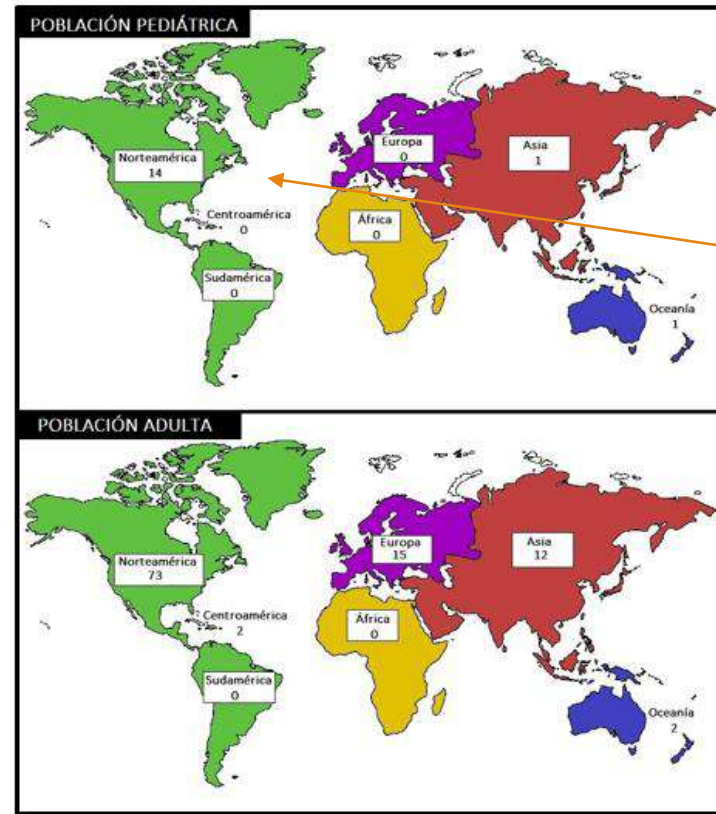 POBLACIÓN PEDIÁTRICA
Norteamérica
14
Europa
0
Asia
1
Centroamérica
0
África
0
Sudamérica
0
Oceanía
1
POBLACIÓN ADULTA
Norteamérica
73
Europa
15
Asia
12
Centroamérica
2
África
0
Sudamérica
0
Oceanía
2